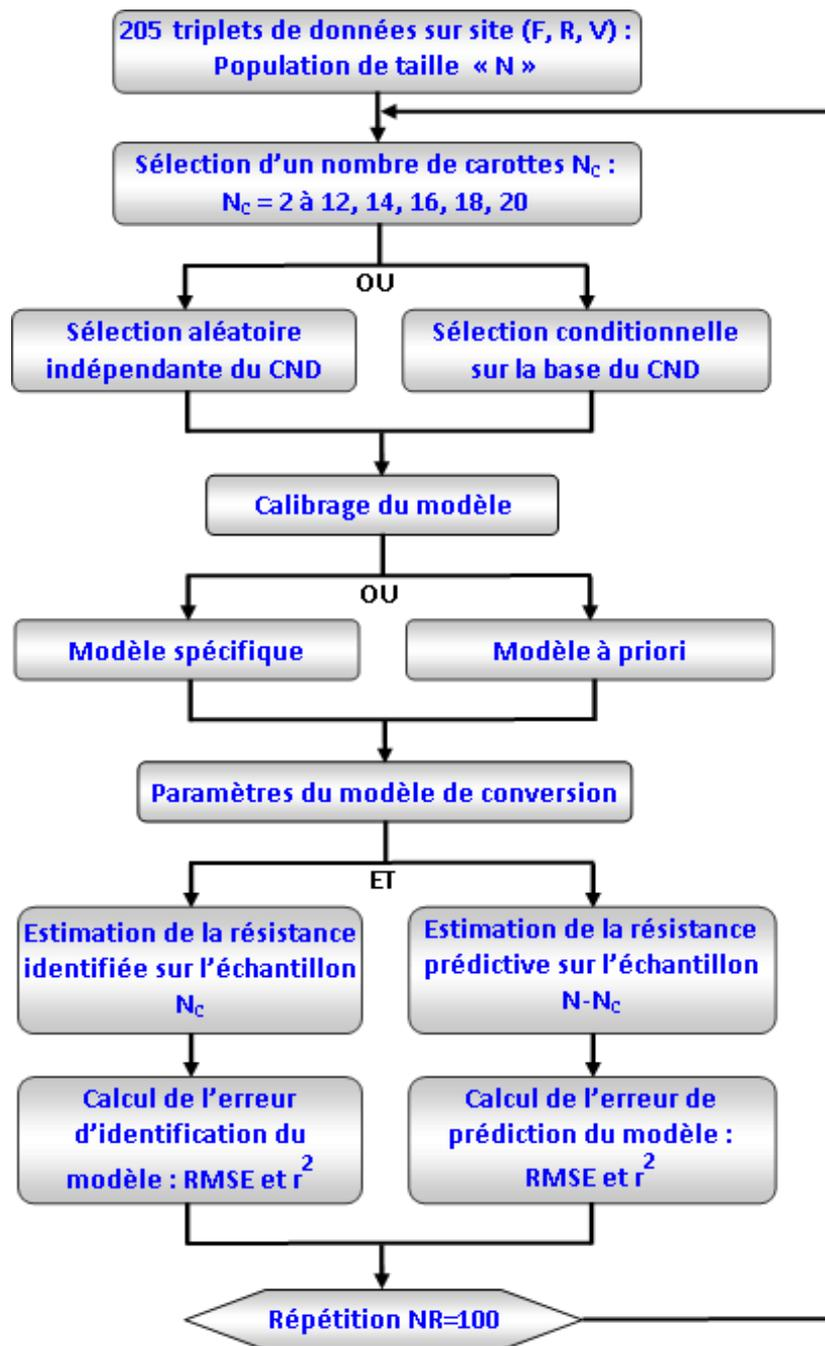 205 triplets de données sur site (F, R, V) :
Population de taille « N »
Sélection d'un nombre de carottes N_C :
N_C = 2 à 12, 14, 16, 18, 20
OU
Sélection aléatoire
indépendante du CND
Sélection conditionnelle
sur la base du CND
Calibrage du modèle
OU
Modèle spécifique
Modèle à priori
Paramètres du modèle de conversion
ET
Estimation de la résistance
identifiée sur l'échantillon
N_C
Estimation de la résistance
prédictive sur l'échantillon
N-N_C
Calcul de l'erreur
d'identification du
modèle : RMSE et r²
Calcul de l'erreur de
prédiction du modèle :
RMSE et r²
Répétition NR=100